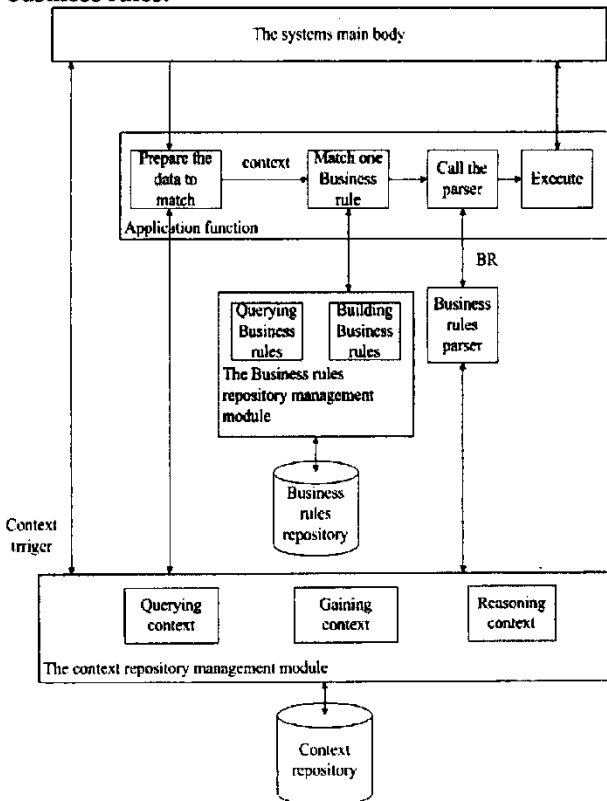 business rules.
The systems main body
Prepare the
data to
match
context
Match one
Business
rule
Call the
parser
Execute
Application function
BR
Querying
Business
rules
Building
Business
rules
Business
rules
parser
The Business rules
repository management
module
Business
rules
repository
Context
trriger
Querying
context
Gaining
context
Reasoning
context
The context repository management module
Context
repository